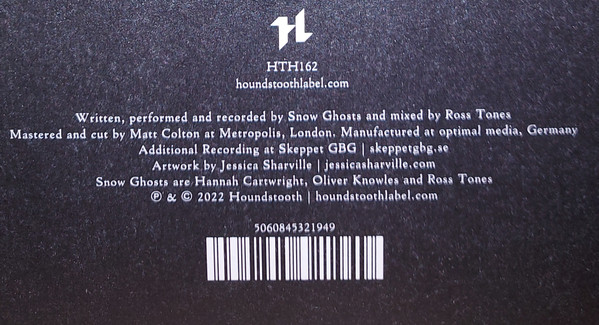 HTH162
houndstoothlabel.com
Written, performed and recorded by Snow Ghosts and mixed by Ross Tones
Mastered and cut by Matt Colton at Metropolis, London. Manufactured at optimal media, Germany
Additional Recording at Skeppet GBG | skeppetgbg.se
Artwork by Jessica Sharville | jessicasharville.com
Snow Ghosts are Hannah Cartwright, Oliver Knowles and Ross Tones
℗ & © 2022 Houndstooth | houndstoothlabel.com
5060845321949